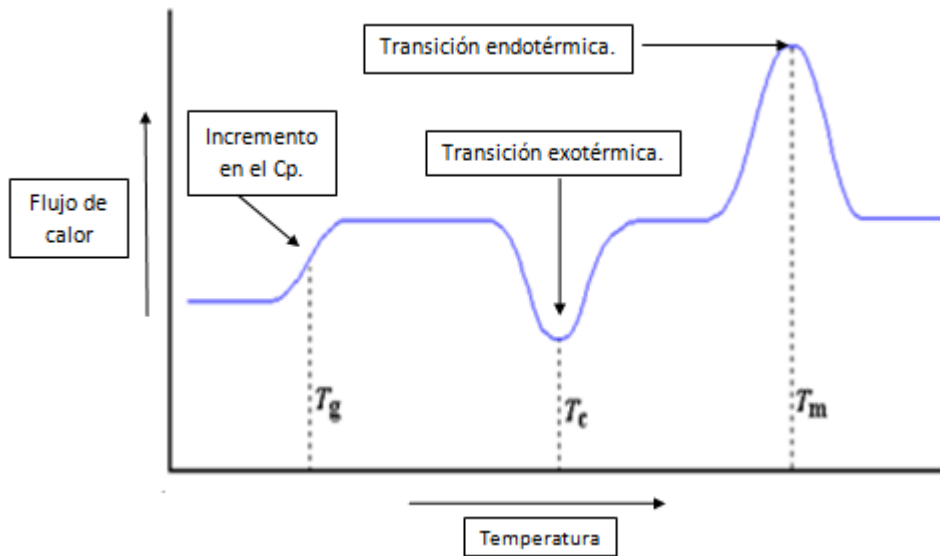 Transición endotérmica.
Incremento
en el Cp.
Transición exotérmica.
Flujo de
calor
Tg
Tc
Tm
Temperatura